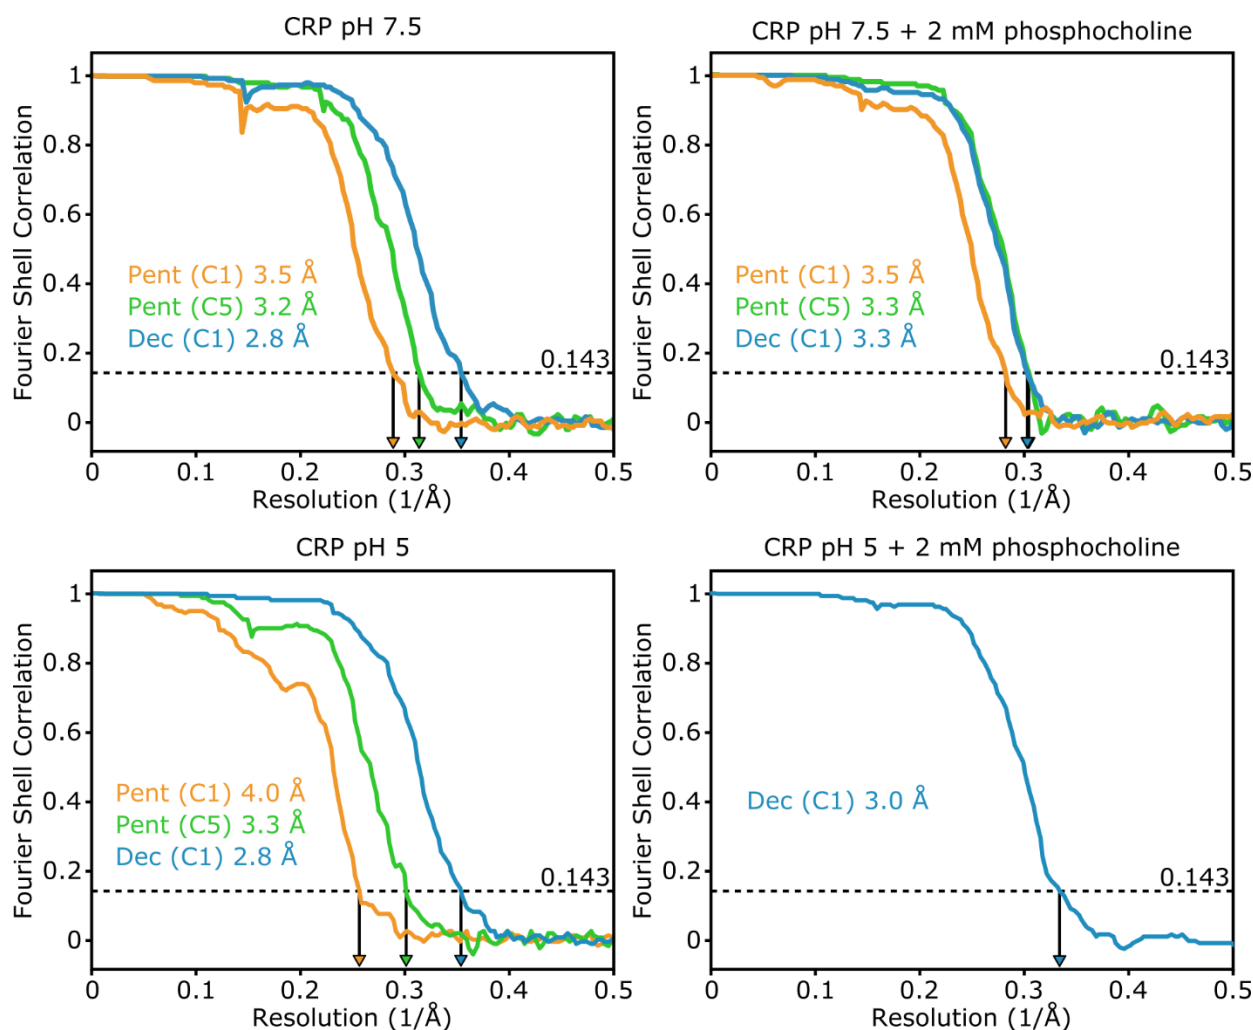 CRP pH 7.5
Fourier Shell Correlation
1
0.8
0.6
0.4
0.2
0
Pent (C1) 3.5 Å
Pent (C5) 3.2 Å
Dec (C1) 2.8 Å
0.143
0 0.1 0.2 0.3 0.4 0.5
Resolution (1/Å)
CRP pH 7.5 + 2 mM phosphocholine
Fourier Shell Correlation
1
0.8
0.6
0.4
0.2
0
Pent (C1) 3.5 Å
Pent (C5) 3.3 Å
Dec (C1) 3.3 Å
0.143
0 0.1 0.2 0.3 0.4 0.5
Resolution (1/Å)
CRP pH 5
Fourier Shell Correlation
1
0.8
0.6
0.4
0.2
0
Pent (C1) 4.0 Å
Pent (C5) 3.3 Å
Dec (C1) 2.8 Å
0.143
0 0.1 0.2 0.3 0.4 0.5
Resolution (1/Å)
CRP pH 5 + 2 mM phosphocholine
Fourier Shell Correlation
1
0.8
0.6
0.4
0.2
0
Dec (C1) 3.0 Å
0.143
0 0.1 0.2 0.3 0.4 0.5
Resolution (1/Å)